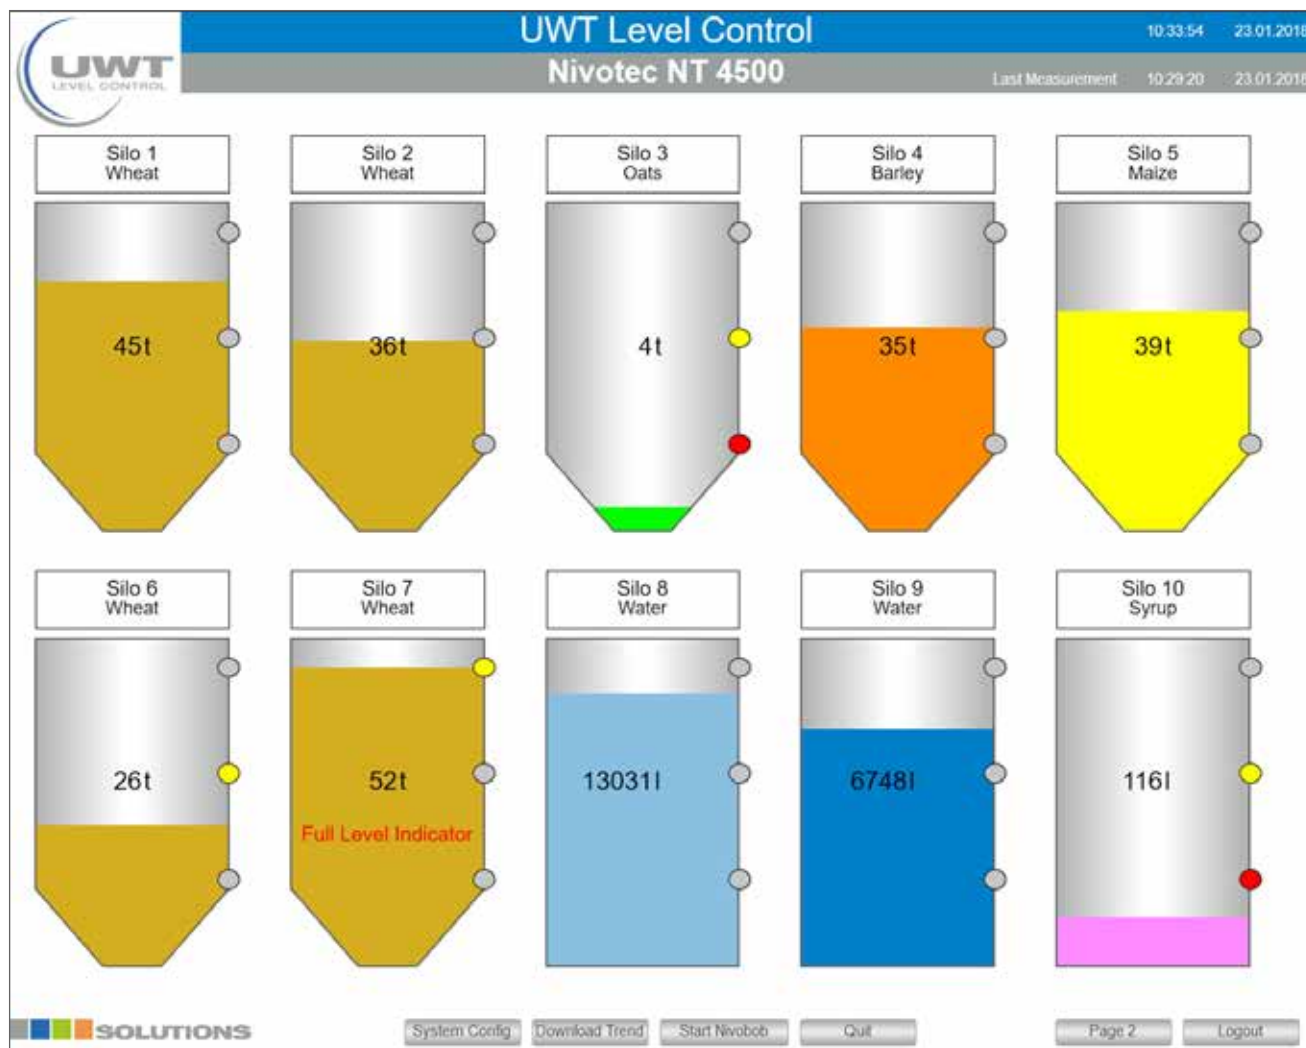 UWT Level Control
10:33:54 23.01.2018
UWT
LEVEL CONTROL
Nivotec NT 4500
Last Measurement 10:29:20 23.01.2018
Silo 1
Wheat
Silo 2
Wheat
Silo 3
Oats
Silo 4
Barley
Silo 5
Maize
45t
36t
4t
35t
39t
Silo 6
Wheat
Silo 7
Wheat
Silo 8
Water
Silo 9
Water
Silo 10
Syrup
26t
52t
13031l
6748l
116l
Full Level Indicator
SOLUTIONS
System Config
Download Trend
Start Nivobob
Quit
Page 2
Logout